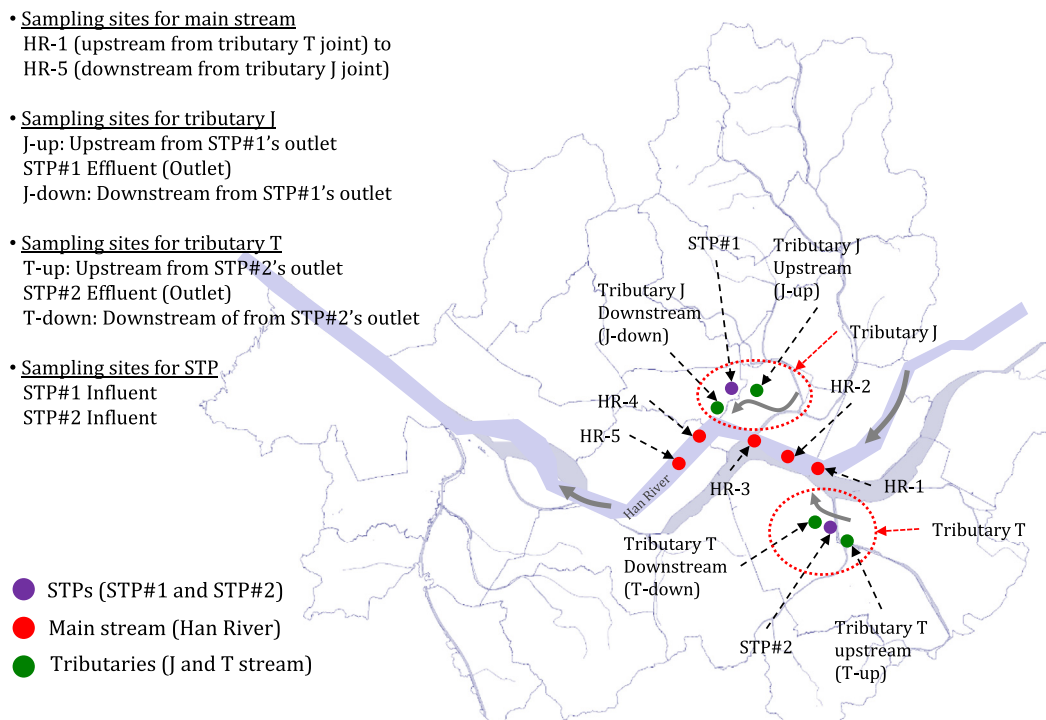 • Sampling sites for main stream
HR-1 (upstream from tributary T joint) to
HR-5 (downstream from tributary J joint)
• Sampling sites for tributary J
J-up: Upstream from STP#1's outlet
STP#1 Effluent (Outlet)
J-down: Downstream from STP#1's outlet
• Sampling sites for tributary T
T-up: Upstream from STP#2's outlet
STP#2 Effluent (Outlet)
T-down: Downstream of from STP#2's outlet
• Sampling sites for STP
STP#1 Influent
STP#2 Influent
STP#1
Tributary J
Upstream
(J-up)
Tributary J
Downstream
(J-down)
Tributary J
HR-2
HR-4
HR-5
HR-3
HR-1
Han River
Tributary T
Tributary T
Downstream
(T-down)
STP#2
Tributary T
upstream
(T-up)
STPs (STP#1 and STP#2)
Main stream (Han River)
Tributaries (J and T stream)